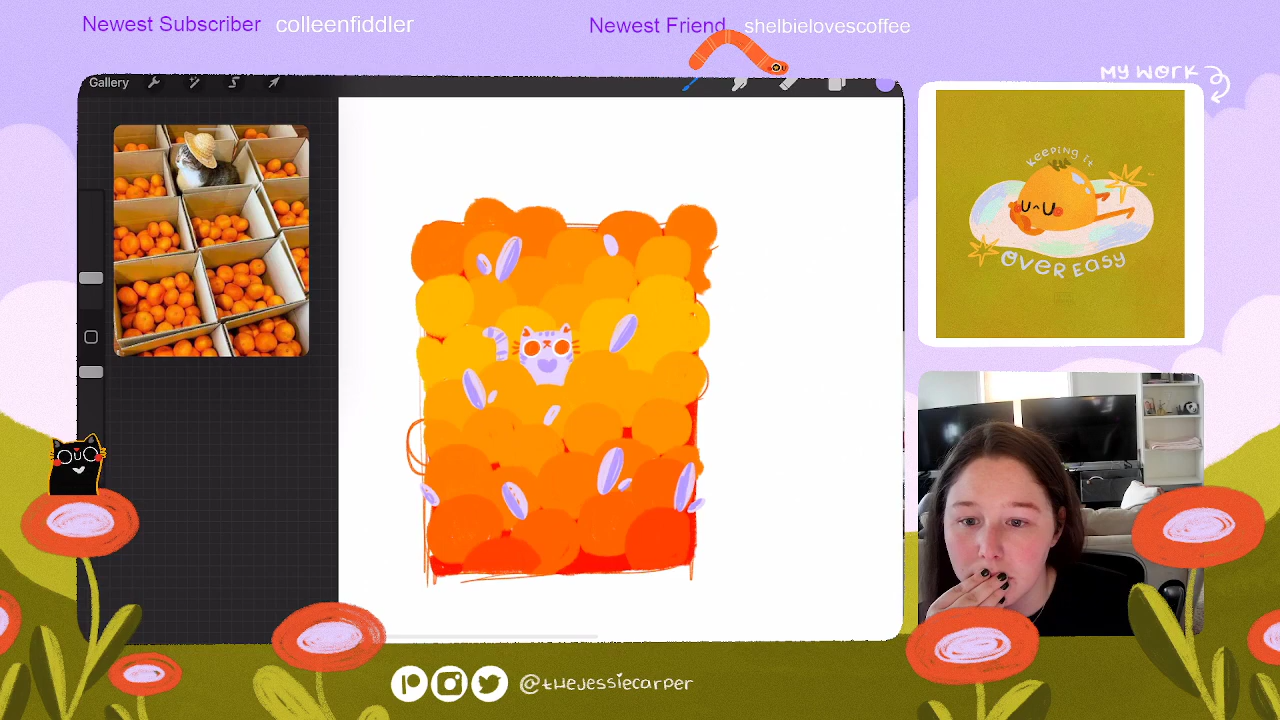 Newest Subscriber colleenfiddler
Newest Friend shelbielovescoffee
MY WORK
Gallery
KEEPING IT
OVER EASY
@tHeJessieCarper